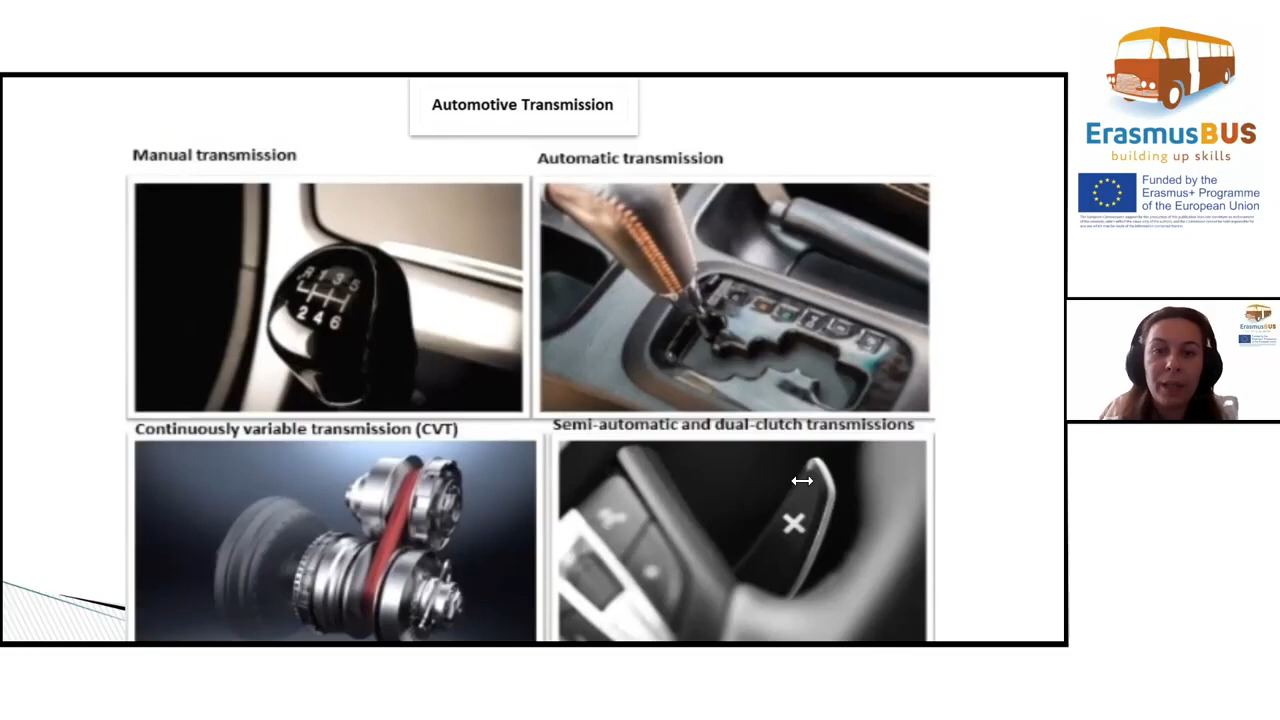 Automotive Transmission
Manual transmission
Automatic transmission
R 1 3 5
2 4 6
Continuously variable transmission (CVT)
Semi-automatic and dual-clutch transmissions
ErasmusBUS
building up skills
Funded by the
Erasmus+ Programme
of the European Union
ErasmusBUS